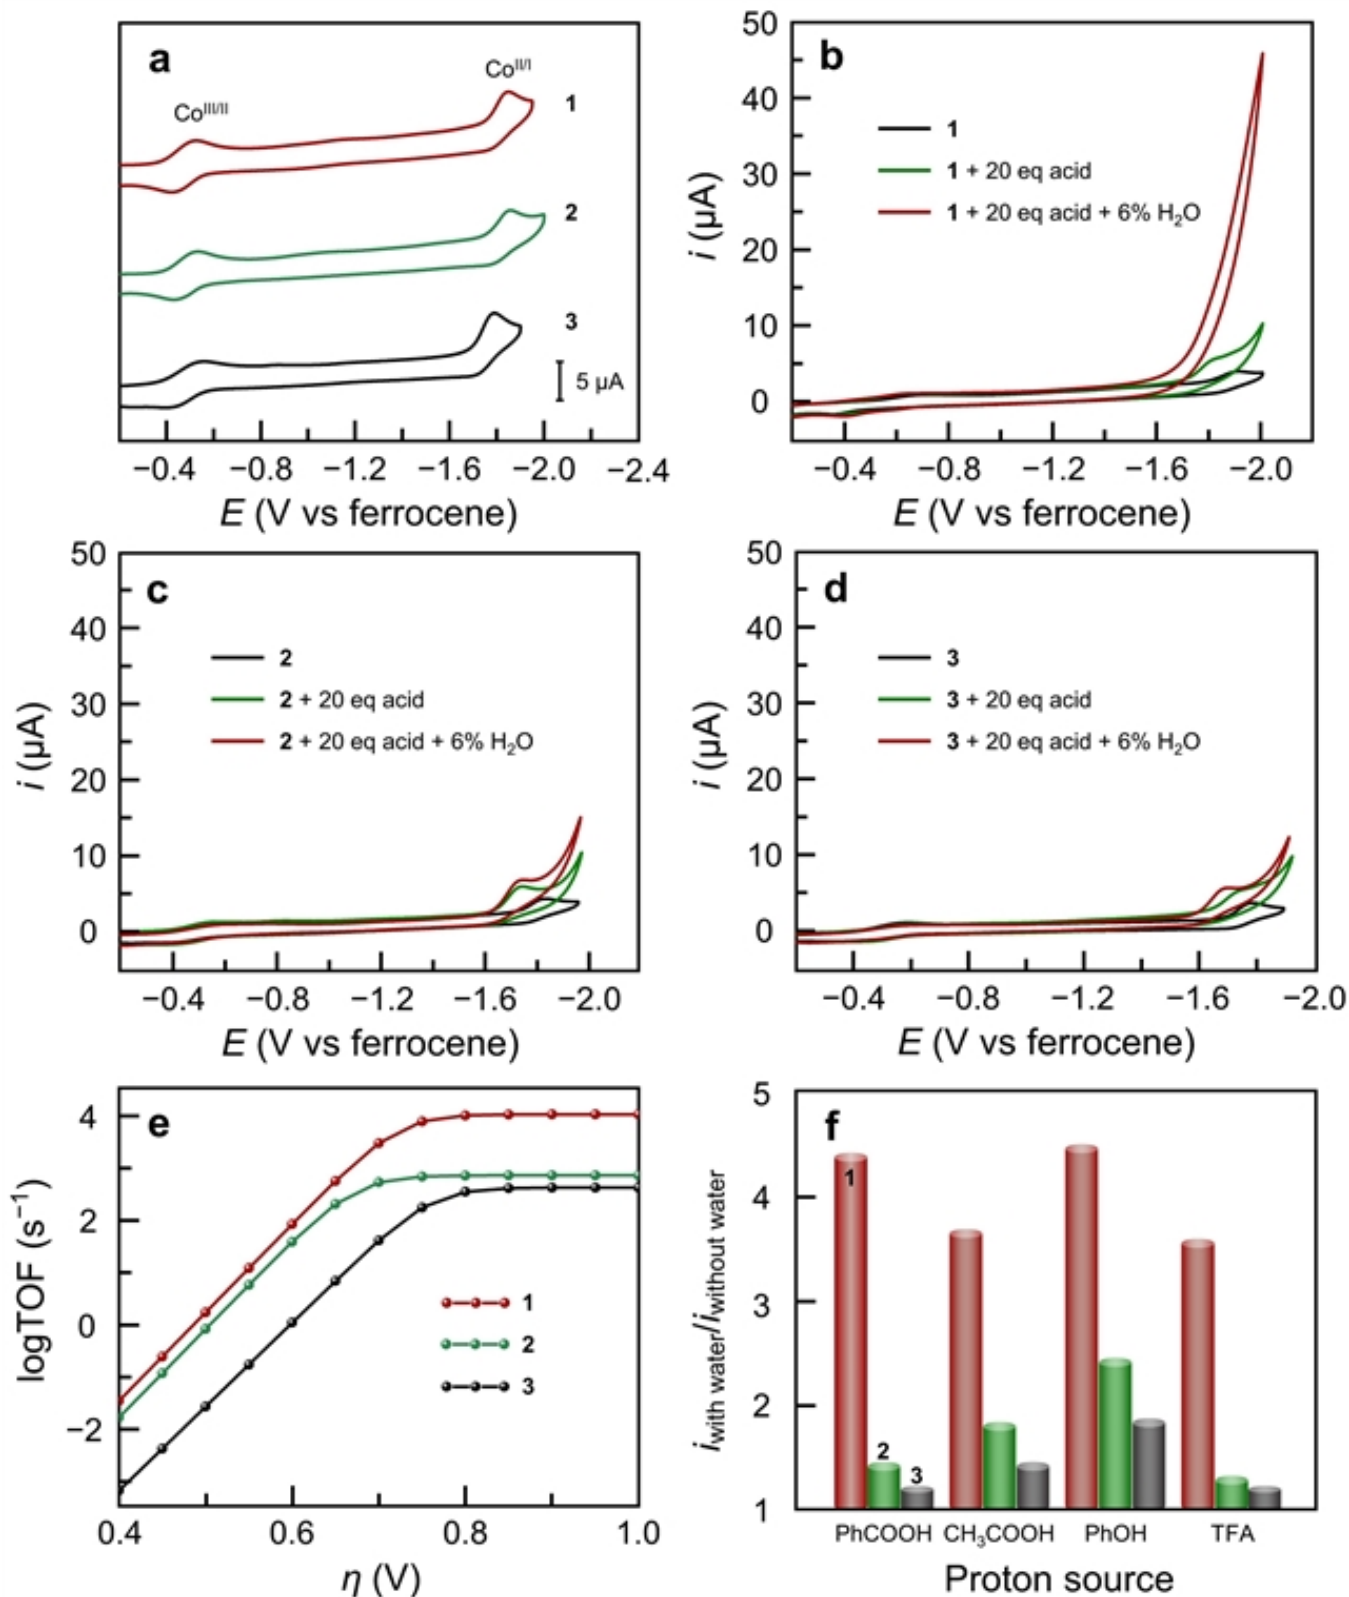 a
Co^III/II
Co^II/I
1
2
3
5 μA
−0.4 −0.8 −1.2 −1.6 −2.0 −2.4
E (V vs ferrocene)
b
50
40
30
20
10
0
i (μA)
1
1 + 20 eq acid
1 + 20 eq acid + 6% H₂O
−0.4 −0.8 −1.2 −1.6 −2.0
E (V vs ferrocene)
c
50
40
30
20
10
0
i (μA)
2
2 + 20 eq acid
2 + 20 eq acid + 6% H₂O
−0.4 −0.8 −1.2 −1.6 −2.0
E (V vs ferrocene)
d
50
40
30
20
10
0
i (μA)
3
3 + 20 eq acid
3 + 20 eq acid + 6% H₂O
−0.4 −0.8 −1.2 −1.6 −2.0
E (V vs ferrocene)
e
4
2
0
−2
logTOF (s⁻¹)
1
2
3
0.4 0.6 0.8 1.0
η (V)
f
5
4
3
2
1
i with water/i without water
1
2
3
PhCOOH CH₃COOH PhOH TFA
Proton source